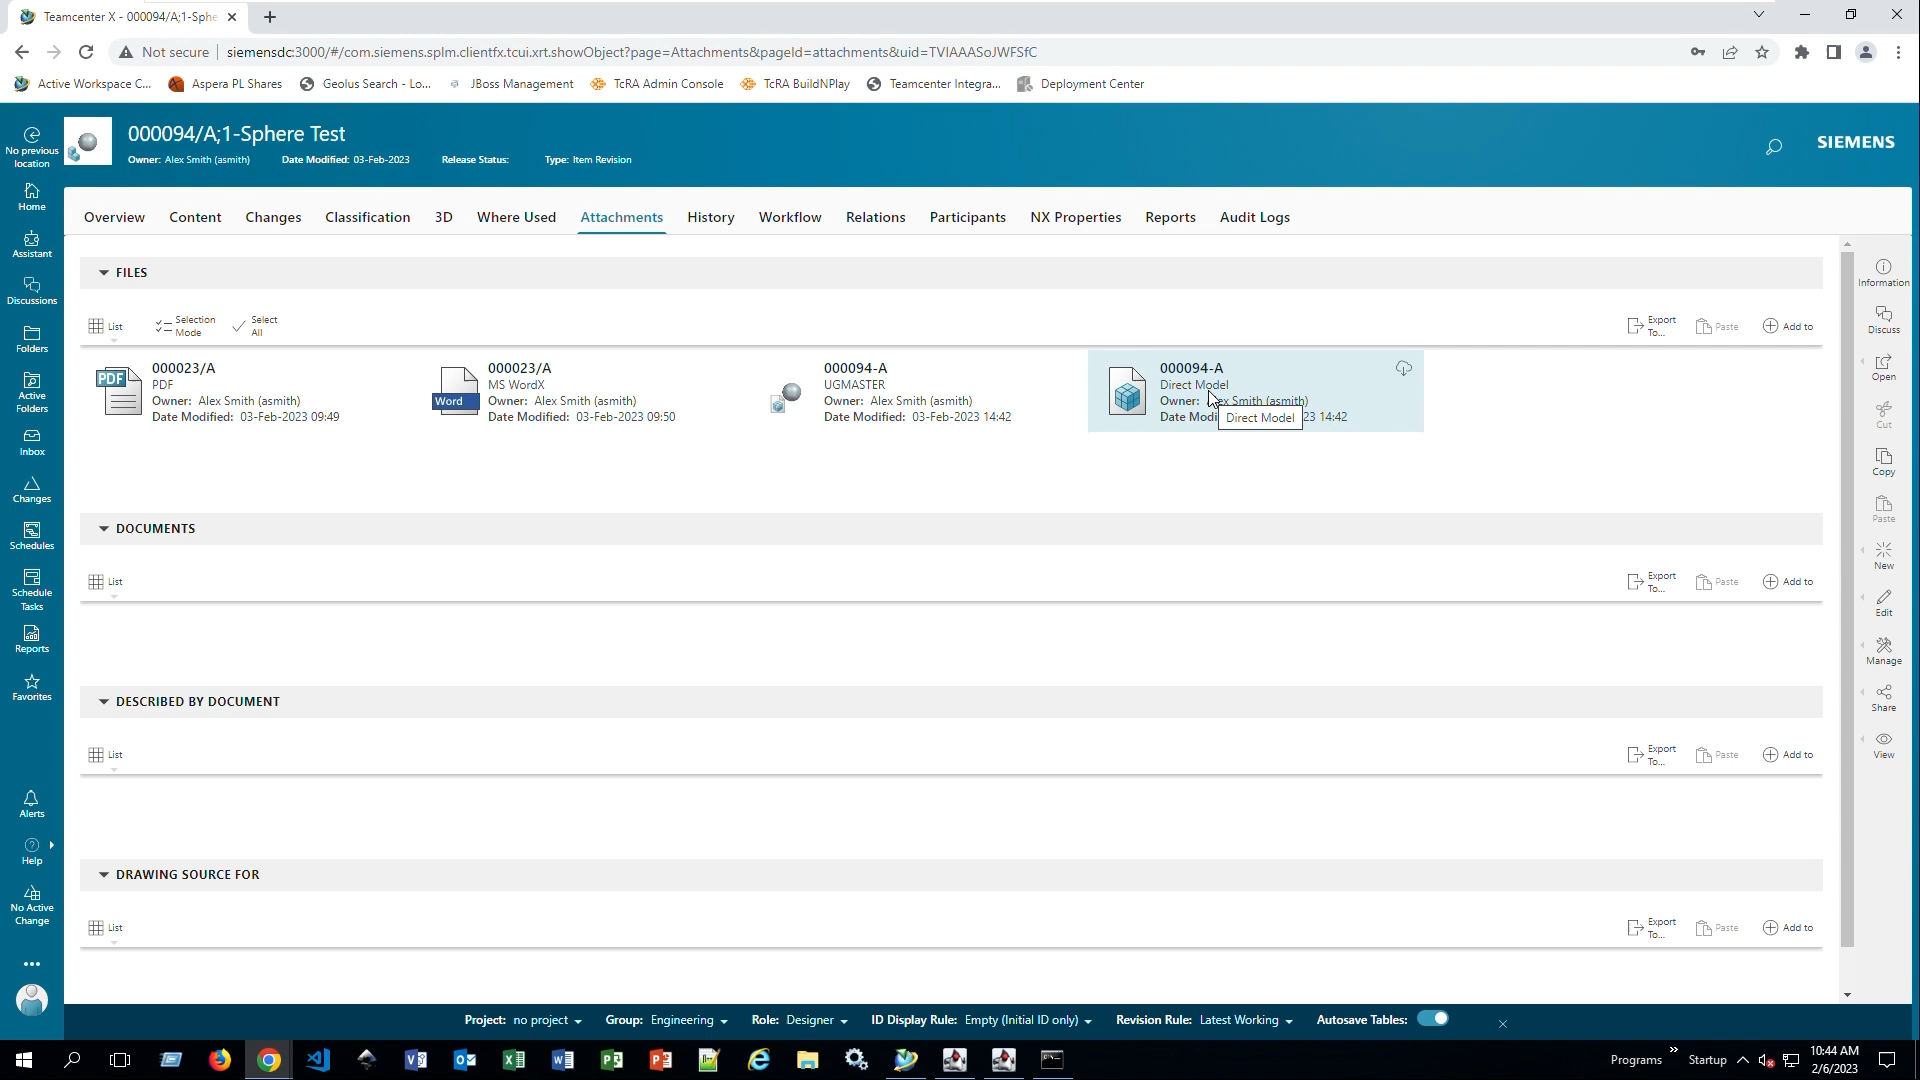 Teamcenter X - 000094/A;1-Sphe
Not secure siemensdc:3000/#/com.siemens.splm.clientfx.tcui.xrt.showObject?page=Attachments&pageId=attachments&uid=TVIAAASoJWFSfC
Active Workspace C... Aspera PL Shares Geolus Search - Lo... JBoss Management TcRA Admin Console TcRA BuildNPlay Teamcenter Integra... Deployment Center
No previous location
000094/A;1-Sphere Test
Owner: Alex Smith (asmith) Date Modified: 03-Feb-2023 Release Status: Type: Item Revision
SIEMENS
Home
Assistant
Discussions
Folders
Active Folders
Inbox
Changes
Schedules
Schedule Tasks
Reports
Favorites
Alerts
Help
No Active Change
Overview Content Changes Classification 3D Where Used Attachments History Workflow Relations Participants NX Properties Reports Audit Logs
FILES
List Selection Mode Select All Export To... Paste Add to
000023/A
PDF
Owner: Alex Smith (asmith)
Date Modified: 03-Feb-2023 09:49
000023/A
MS WordX
Owner: Alex Smith (asmith)
Date Modified: 03-Feb-2023 09:50
000094-A
UGMASTER
Owner: Alex Smith (asmith)
Date Modified: 03-Feb-2023 14:42
000094-A
Direct Model
Owner: ex Smith (asmith)
Date Modi 23 14:42
Direct Model
PDF
Word
DOCUMENTS
List Export To... Paste Add to
DESCRIBED BY DOCUMENT
List Export To... Paste Add to
DRAWING SOURCE FOR
List Export To... Paste Add to
Information
Discuss
Open
Cut
Copy
Paste
New
Edit
Manage
Share
View
Project: no project Group: Engineering Role: Designer ID Display Rule: Empty (Initial ID only) Revision Rule: Latest Working Autosave Tables:
Programs Startup 10:44 AM
2/6/2023